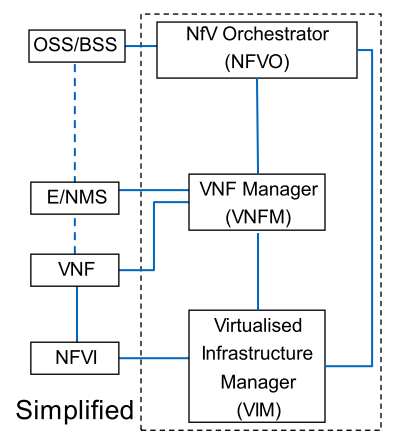 OSS/BSS
NfV Orchestrator
(NFVO)
E/NMS
VNF Manager
(VNFM)
VNF
NFVI
Virtualised
Infrastructure
Manager
(VIM)
Simplified